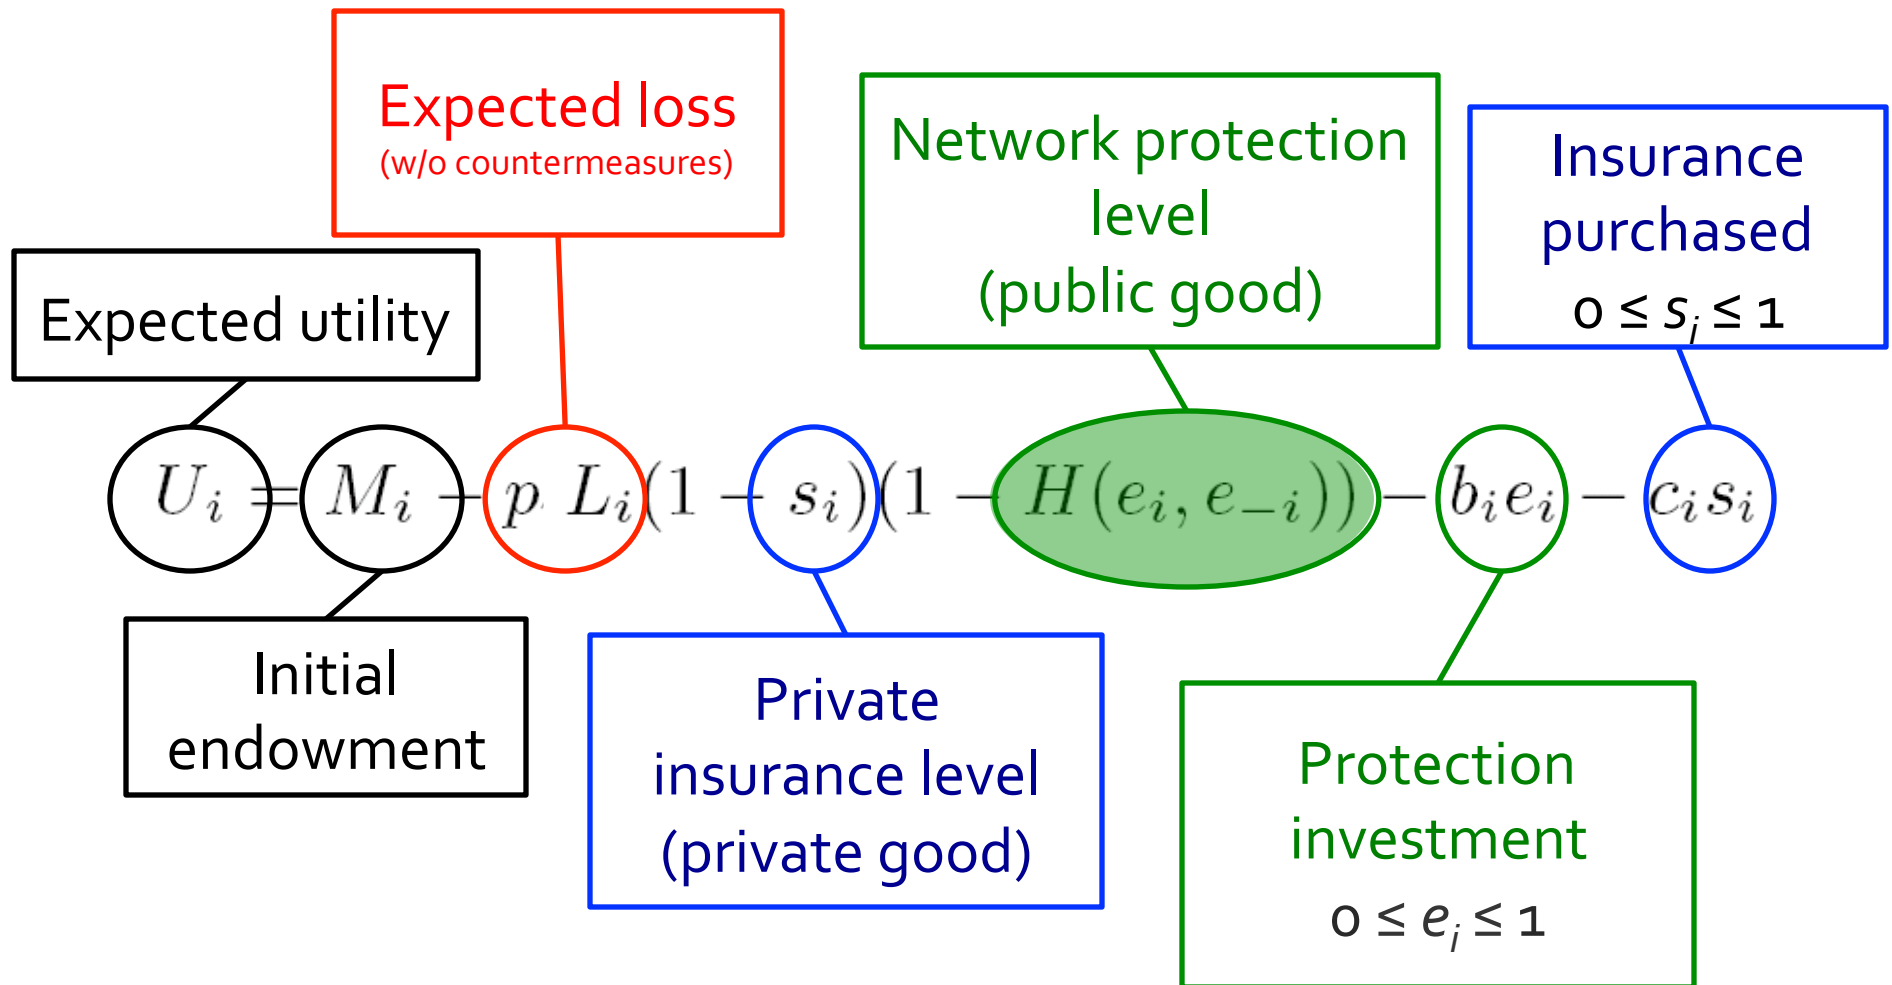 Expected loss
(w/o countermeasures)
Network protection
level
(public good)
Insurance
purchased
0 ≤ s_i ≤ 1
Expected utility
U_i = M_i − p L_i(1 − s_i)(1 − H(e_i, e_{−i})) − b_i e_i − c_i s_i
Initial
endowment
Private
insurance level
(private good)
Protection
investment
0 ≤ e_i ≤ 1